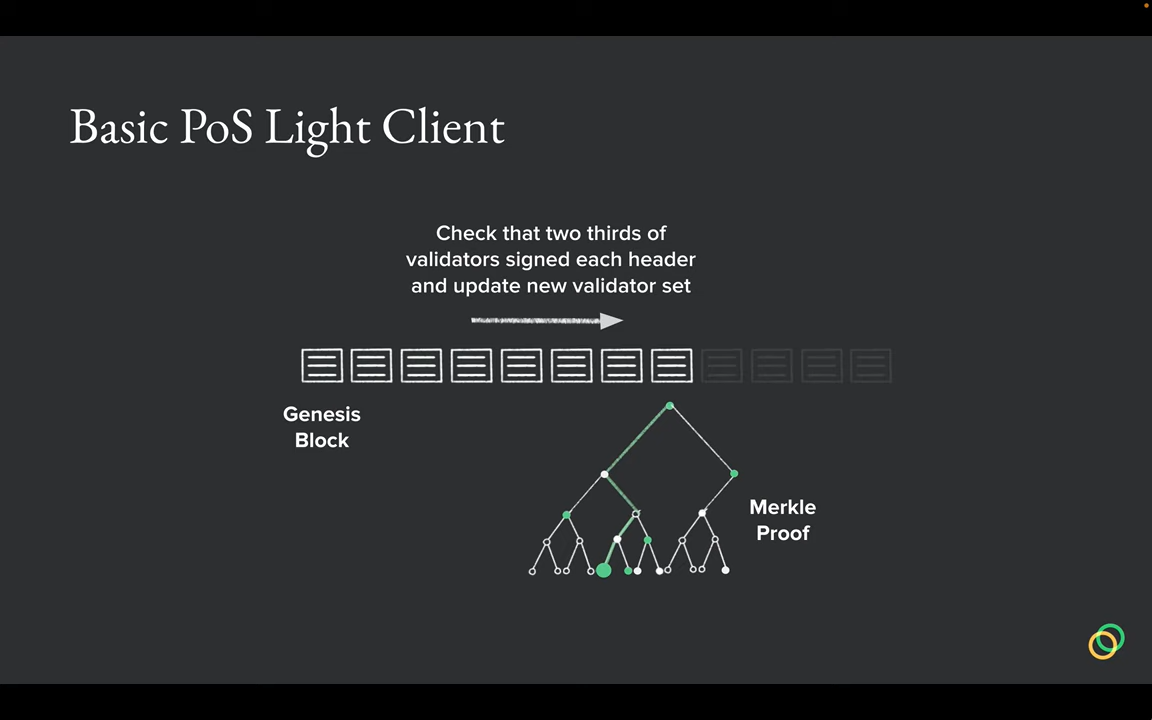 Basic PoS Light Client
Check that two thirds of
validators signed each header
and update new validator set
Genesis
Block
Merkle
Proof